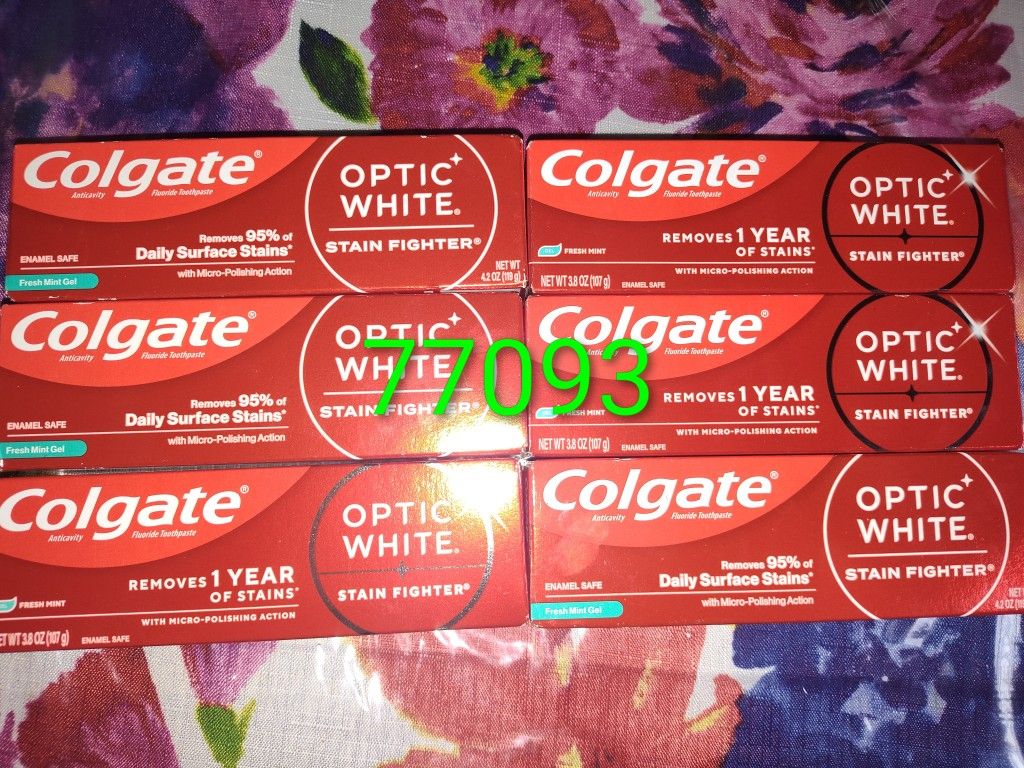 Colgate®
Anticavity Fluoride Toothpaste
OPTIC
WHITE®
STAIN FIGHTER®
Removes 95% of
Daily Surface Stains*
with Micro-Polishing Action
ENAMEL SAFE
Fresh Mint Gel
NET WT
4.2 OZ (119 g)
Colgate®
Anticavity Fluoride Toothpaste
OPTIC
WHITE®
STAIN FIGHTER®
REMOVES 1 YEAR
OF STAINS*
WITH MICRO-POLISHING ACTION
GEL FRESH MINT
NET WT 3.8 OZ (107 g) ENAMEL SAFE
Colgate®
Anticavity Fluoride Toothpaste
OPTIC
WHITE
STAIN FIGHTER®
Removes 95% of
Daily Surface Stains*
with Micro-Polishing Action
ENAMEL SAFE
Fresh Mint Gel
77093
Colgate®
Fluoride Toothpaste
OPTIC
WHITE®
STAIN FIGHTER®
REMOVES 1 YEAR
OF STAINS*
WITH MICRO-POLISHING ACTION
FRESH MINT
NET WT 3.8 OZ (107 g) ENAMEL SAFE
Colgate®
Anticavity Fluoride Toothpaste
OPTIC
WHITE®
STAIN FIGHTER®
REMOVES 1 YEAR
OF STAINS*
WITH MICRO-POLISHING ACTION
FRESH MINT
ET WT 3.8 OZ (107 g) ENAMEL SAFE
Colgate®
Anticavity Fluoride Toothpaste
OPTIC
WHITE®
STAIN FIGHTER®
Removes 95% of
Daily Surface Stains*
with Micro-Polishing Action
ENAMEL SAFE
Fresh Mint Gel
NET
4.2 OZ